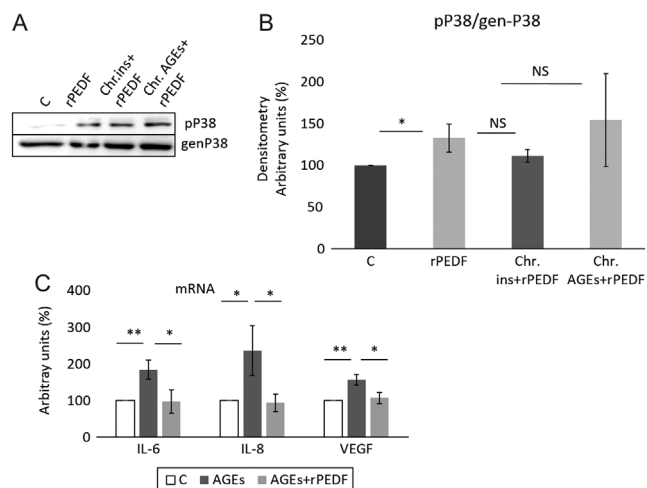 A
C
rPEDF
Chr.ins+
rPEDF
Chr. AGEs+
rPEDF
pP38
genP38
B
pP38/gen-P38
Densitometry
Arbitrary units (%)
250
200
150
100
50
0
*
NS
NS
C
rPEDF
Chr.
ins+rPEDF
Chr.
AGEs+rPEDF
C
mRNA
Arbitray units (%)
400
300
200
100
0
**
*
*
*
**
*
IL-6
IL-8
VEGF
C
AGEs
AGEs+rPEDF